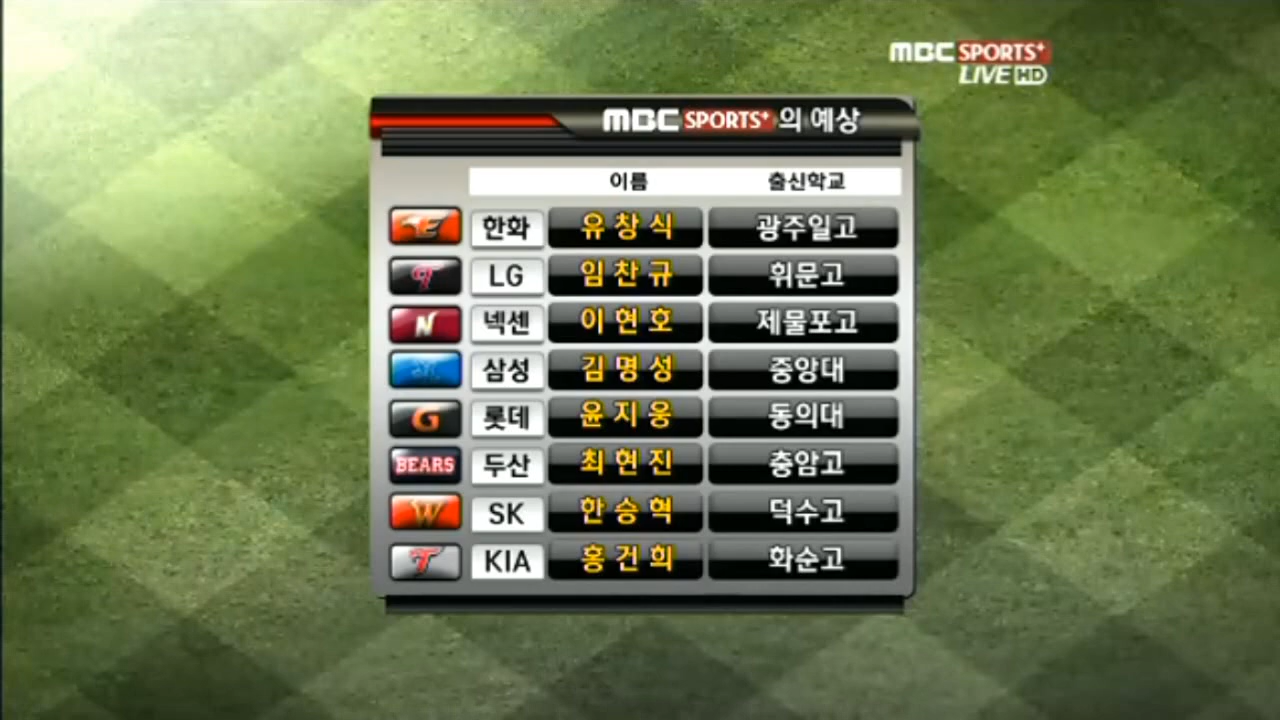 MBC SPORTS+
LIVE HD
MBC SPORTS+ 의 예상
이름 출신학교
한화 유창식 광주일고
LG 임찬규 휘문고
N 넥센 이현호 제물포고
삼성 김명성 중앙대
G 롯데 윤지웅 동의대
BEARS 두산 최현진 충암고
W SK 한승혁 덕수고
T KIA 홍건희 화순고